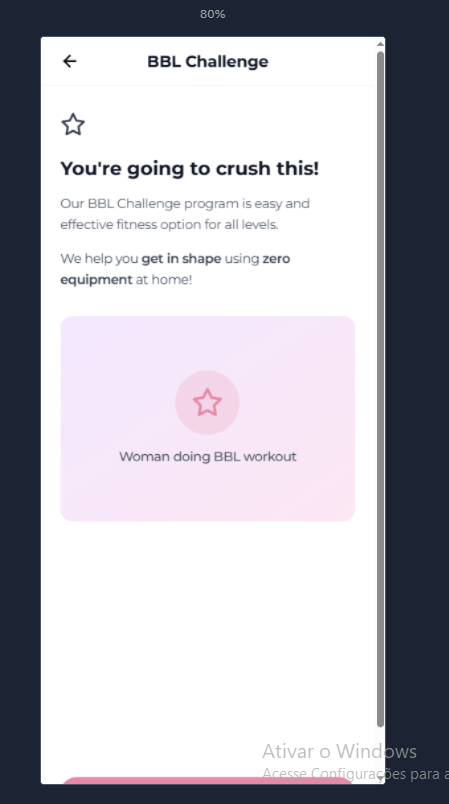 80%
BBL Challenge
You're going to crush this!
Our BBL Challenge program is easy and
effective fitness option for all levels.
We help you get in shape using zero
equipment at home!
Woman doing BBL workout
Ativar o Windows
Acesse Configurações para a